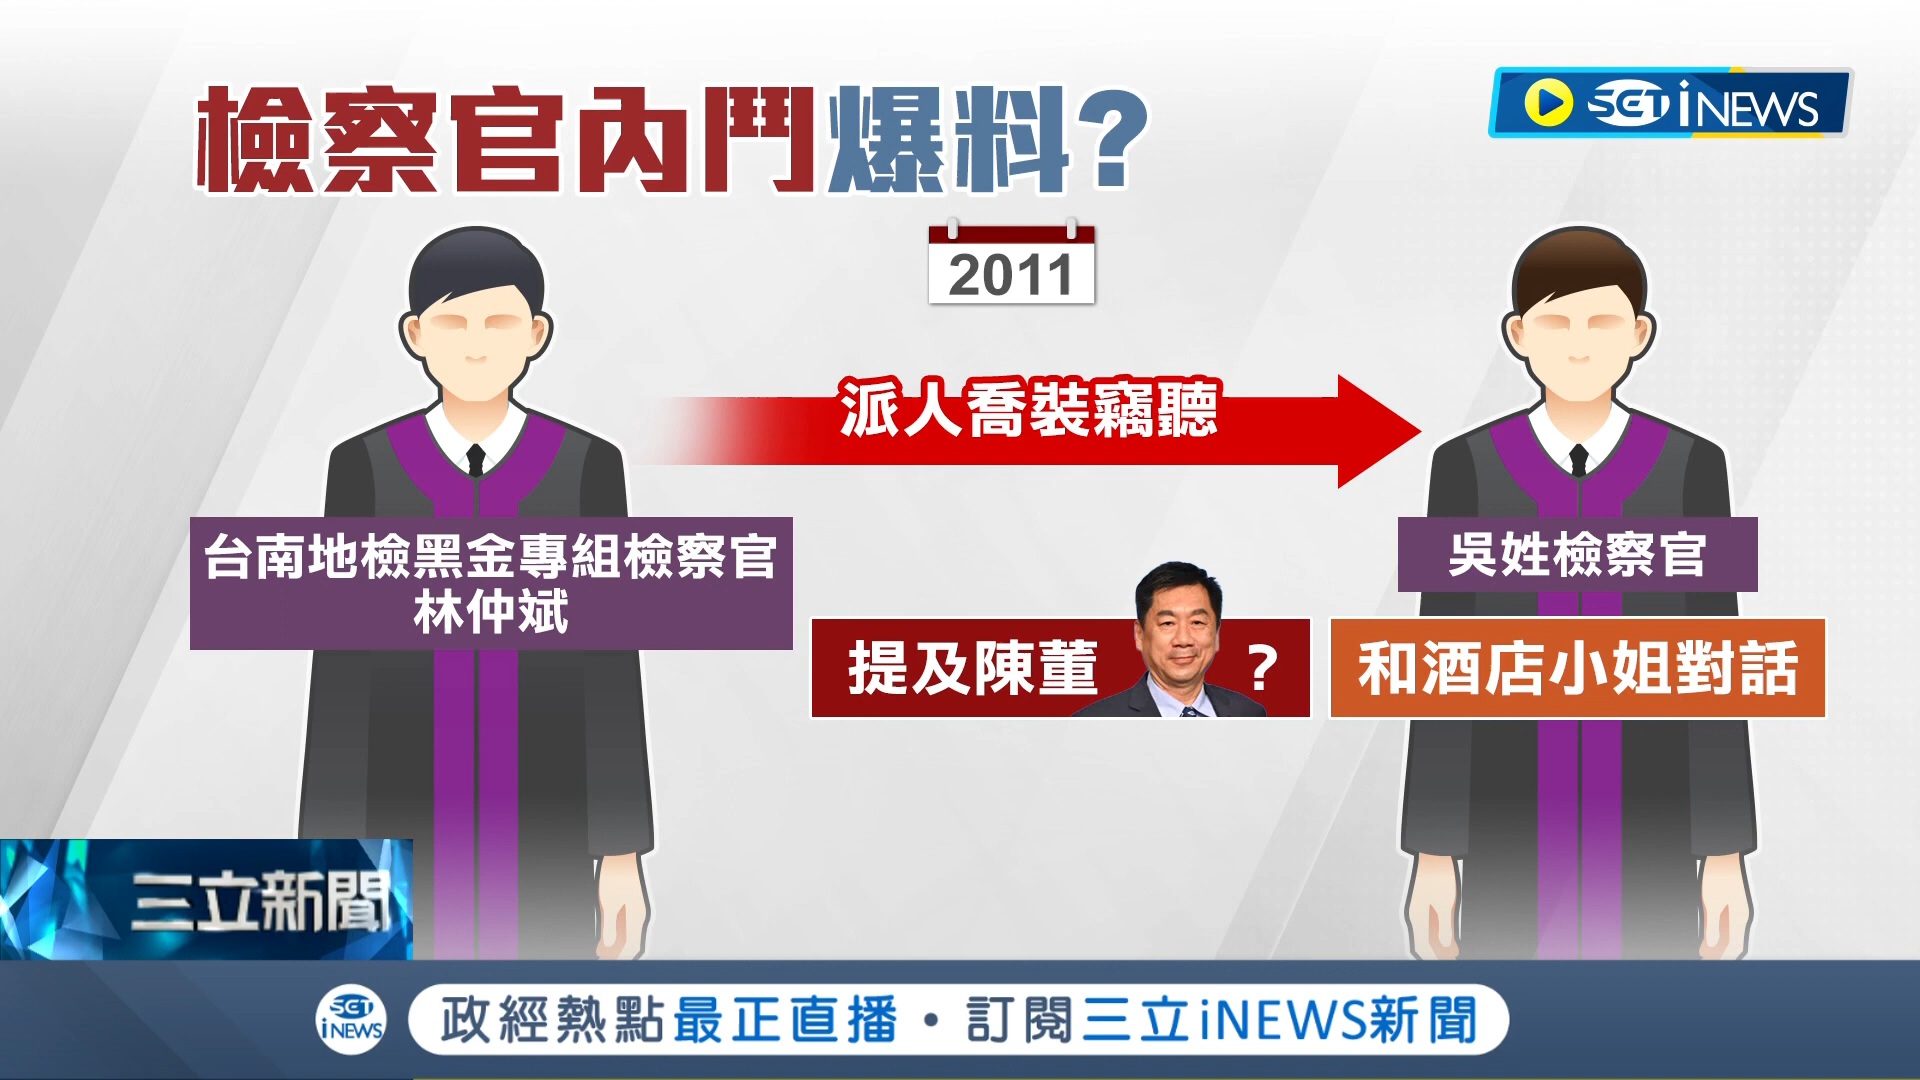 檢察官內鬥爆料?
SET iNEWS
2011
派人喬裝竊聽
台南地檢黑金專組檢察官
林仲斌
吳姓檢察官
提及陳董 ?
和酒店小姐對話
三立新聞
SET
iNEWS
政經熱點最正直播・訂閱三立iNEWS新聞